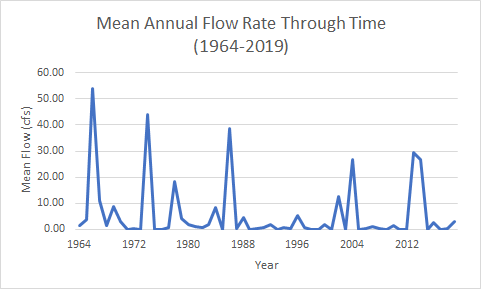 Mean Annual Flow Rate Through Time
(1964-2019)
60.00
50.00
40.00
30.00
20.00
10.00
0.00
Mean Flow (cfs)
1964 1972 1980 1988 1996 2004 2012
Year